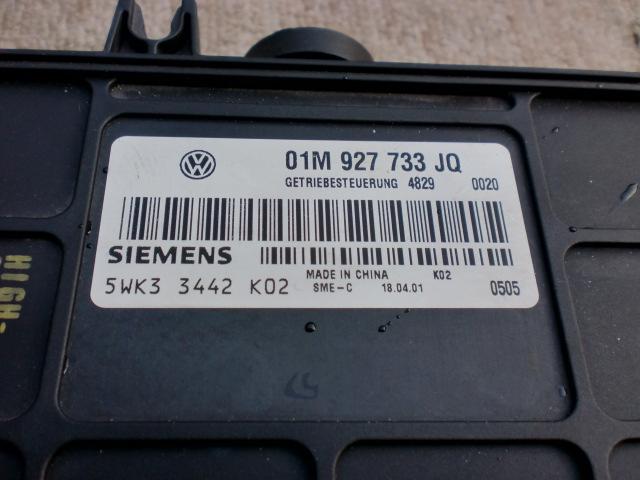 01M 927 733 JQ
GETRIEBESTEUERUNG 4829 0020
SIEMENS
MADE IN CHINA K02
5WK3 3442 K02 SME-C 18.04.01 0505
HIGH-